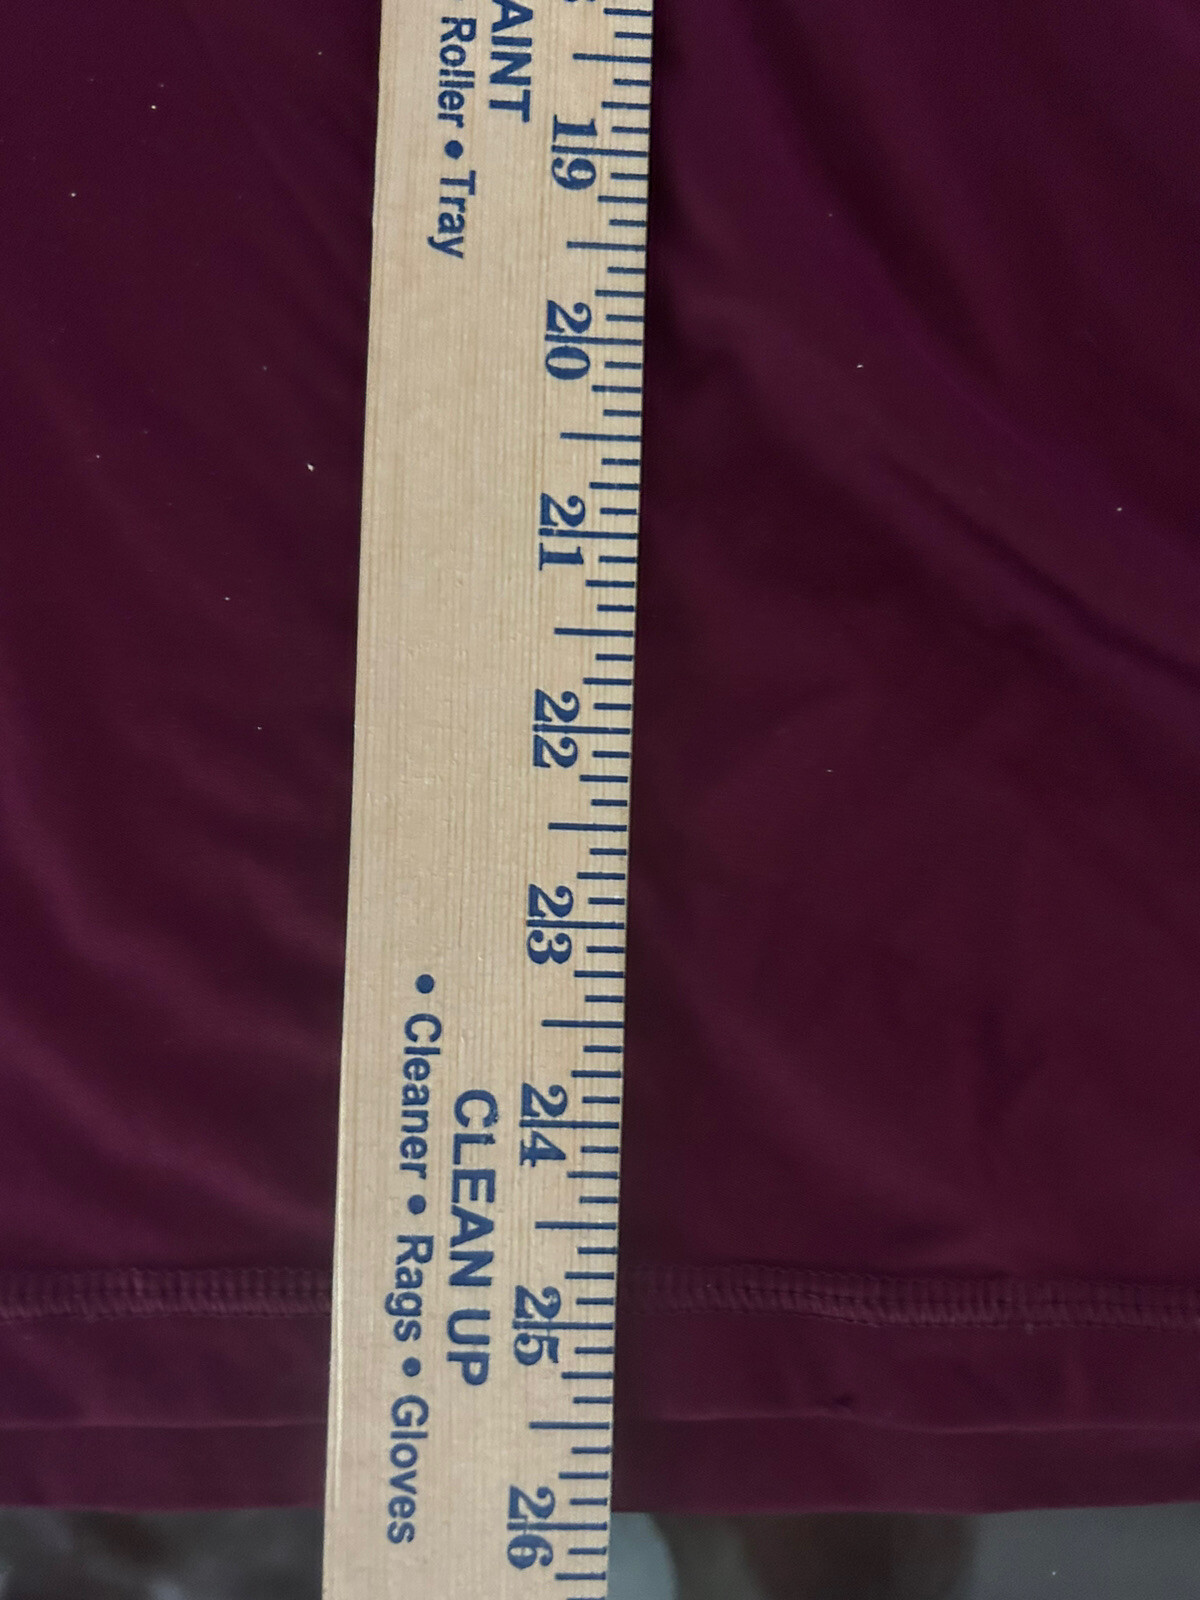 AINT
Roller • Tray
19
20
21
22
23
24
25
26
CLEAN UP
• Cleaner • Rags • Gloves